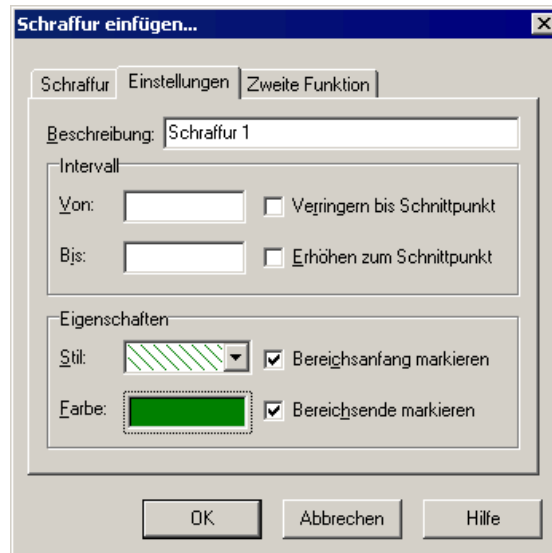 Schraffur einfügen...
Schraffur Einstellungen Zweite Funktion
Beschreibung: Schraffur 1
Intervall
Von: Verringern bis Schnittpunkt
Bis: Erhöhen zum Schnittpunkt
Eigenschaften
Stil: Bereichsanfang markieren
Farbe: Bereichsende markieren
OK Abbrechen Hilfe